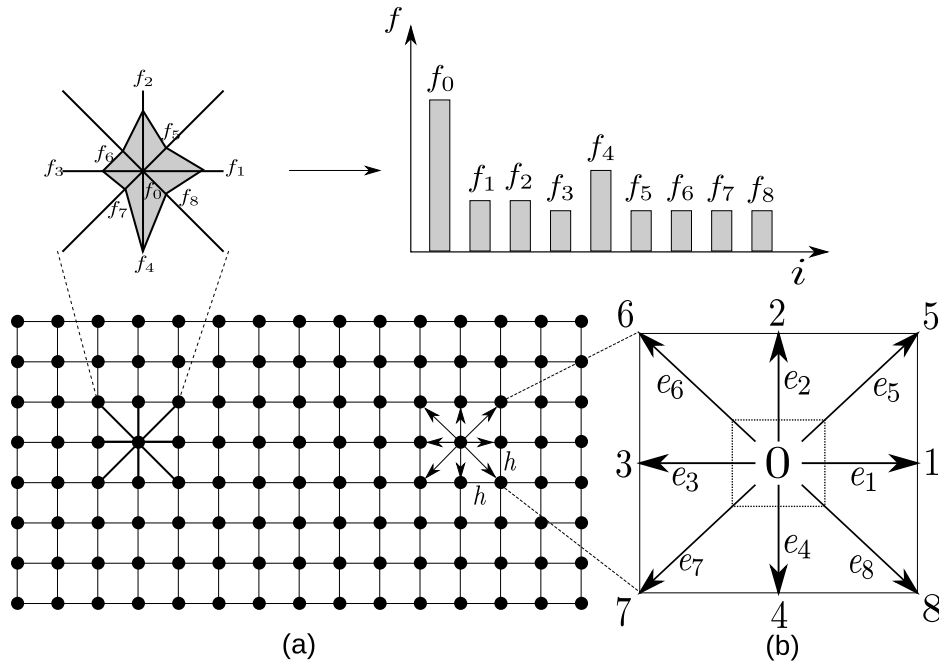 f
f₀
f₁
f₂
f₃
f₄
f₅
f₆
f₇
f₈
i
f₂
f₅
f₆
f₃
f₁
f₀
f₇
f₈
f₄
h
h
6
2
5
e₆
e₂
e₅
3
0
1
e₃
e₁
e₇
e₄
e₈
7
4
8
(a)
(b)